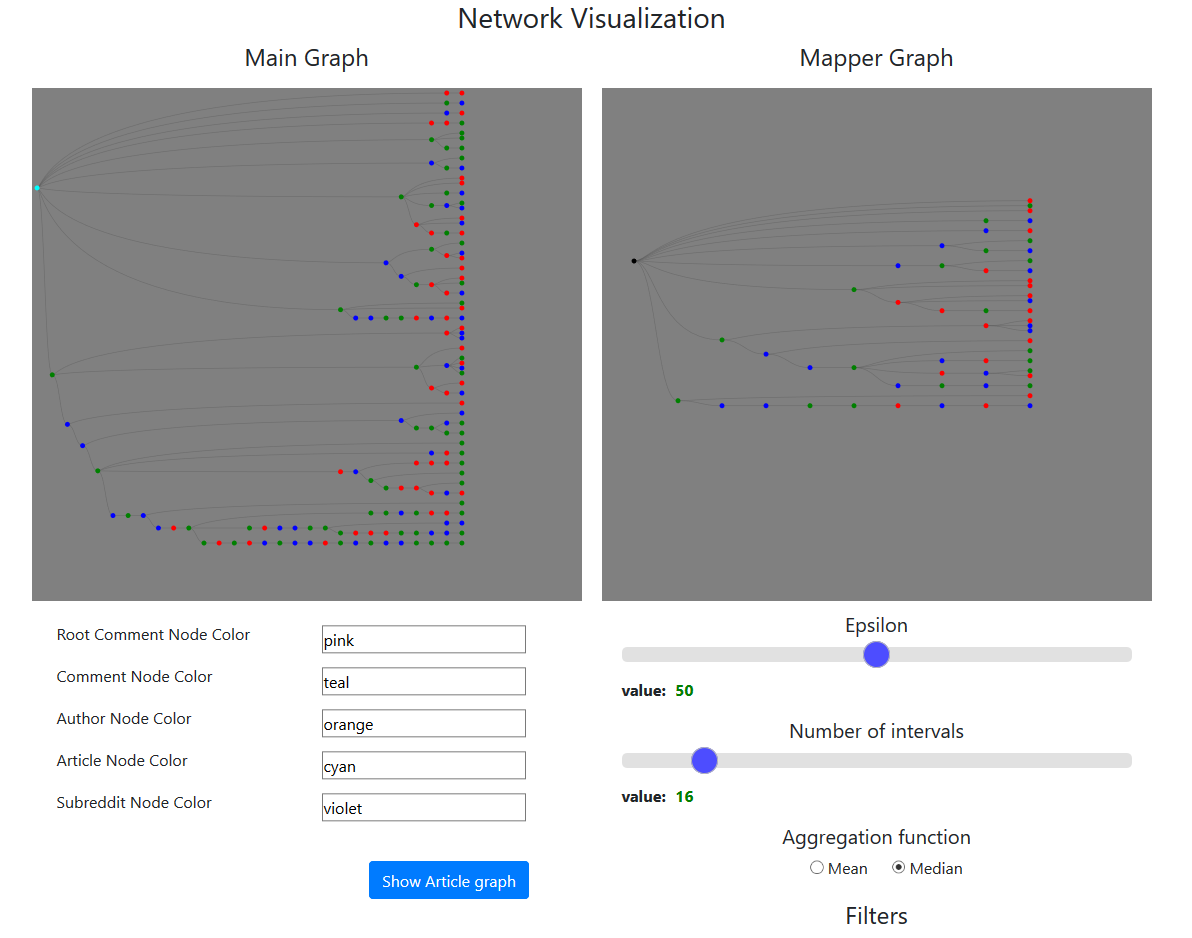 Network Visualization
Main Graph
Mapper Graph
Root Comment Node Color
pink
Comment Node Color
teal
Author Node Color
orange
Article Node Color
cyan
Subreddit Node Color
violet
Show Article graph
Epsilon
value: 50
Number of intervals
value: 16
Aggregation function
Mean Median
Filters